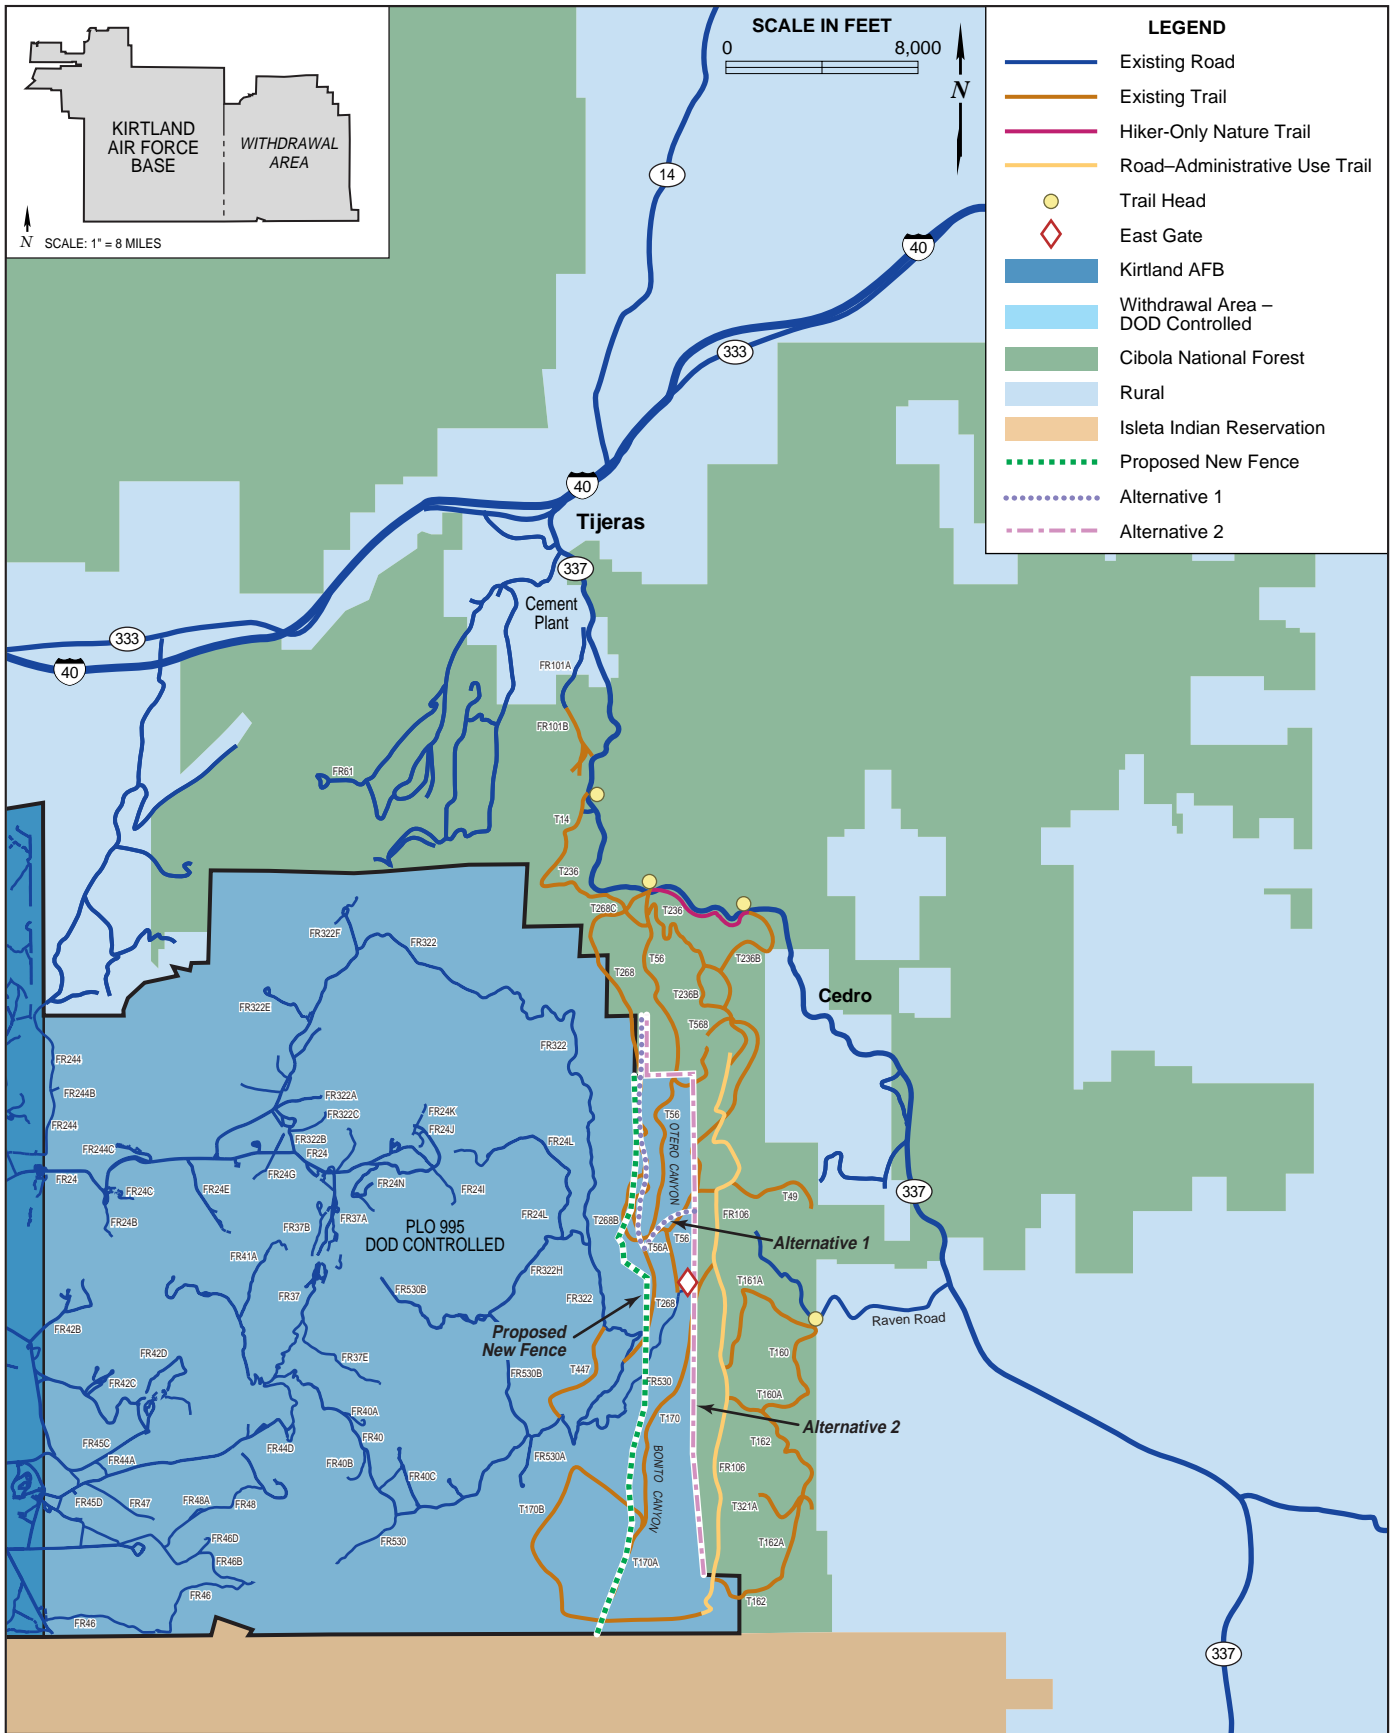 KIRTLAND
AIR FORCE
BASE
WITHDRAWAL
AREA
N
SCALE: 1" = 8 MILES
SCALE IN FEET
0
8,000
N
LEGEND
Existing Road
Existing Trail
Hiker-Only Nature Trail
Road–Administrative Use Trail
Trail Head
East Gate
Kirtland AFB
Withdrawal Area –
DOD Controlled
Cibola National Forest
Rural
Isleta Indian Reservation
Proposed New Fence
Alternative 1
Alternative 2
14
40
333
40
Tijeras
337
Cement
Plant
333
40
FR101A
FR101B
FR61
T14
T236
T268C
T236
T236B
T268
T56
T236B
T568
Cedro
FR322F
FR322
FR322E
FR322
FR244
FR244B
FR244
FR322A
FR322C
FR24K
FR24J
FR322B
FR24
FR244C
FR24L
T56
OTERO CANYON
FR24
FR24C
FR24E
FR24G
FR24N
FR24I
FR24B
FR37B
FR37A
FR24L
T268B
T49
FR106
337
PLO 995
DOD CONTROLLED
T56A
T56
Alternative 1
FR41A
FR322H
FR37
FR530B
FR322
T268
T161A
Raven Road
FR42B
Proposed
New Fence
T160
FR42D
FR37E
FR530B
T447
FR530
T160A
FR42C
FR40A
T170
Alternative 2
FR45C
FR44A
FR44D
FR40
FR40B
FR40C
FR530A
BONITO CANYON
T162
FR106
FR45D
FR47
FR48A
FR48
T170B
T321A
FR46D
FR46B
FR530
T170A
T162A
FR46
FR46
T162
337